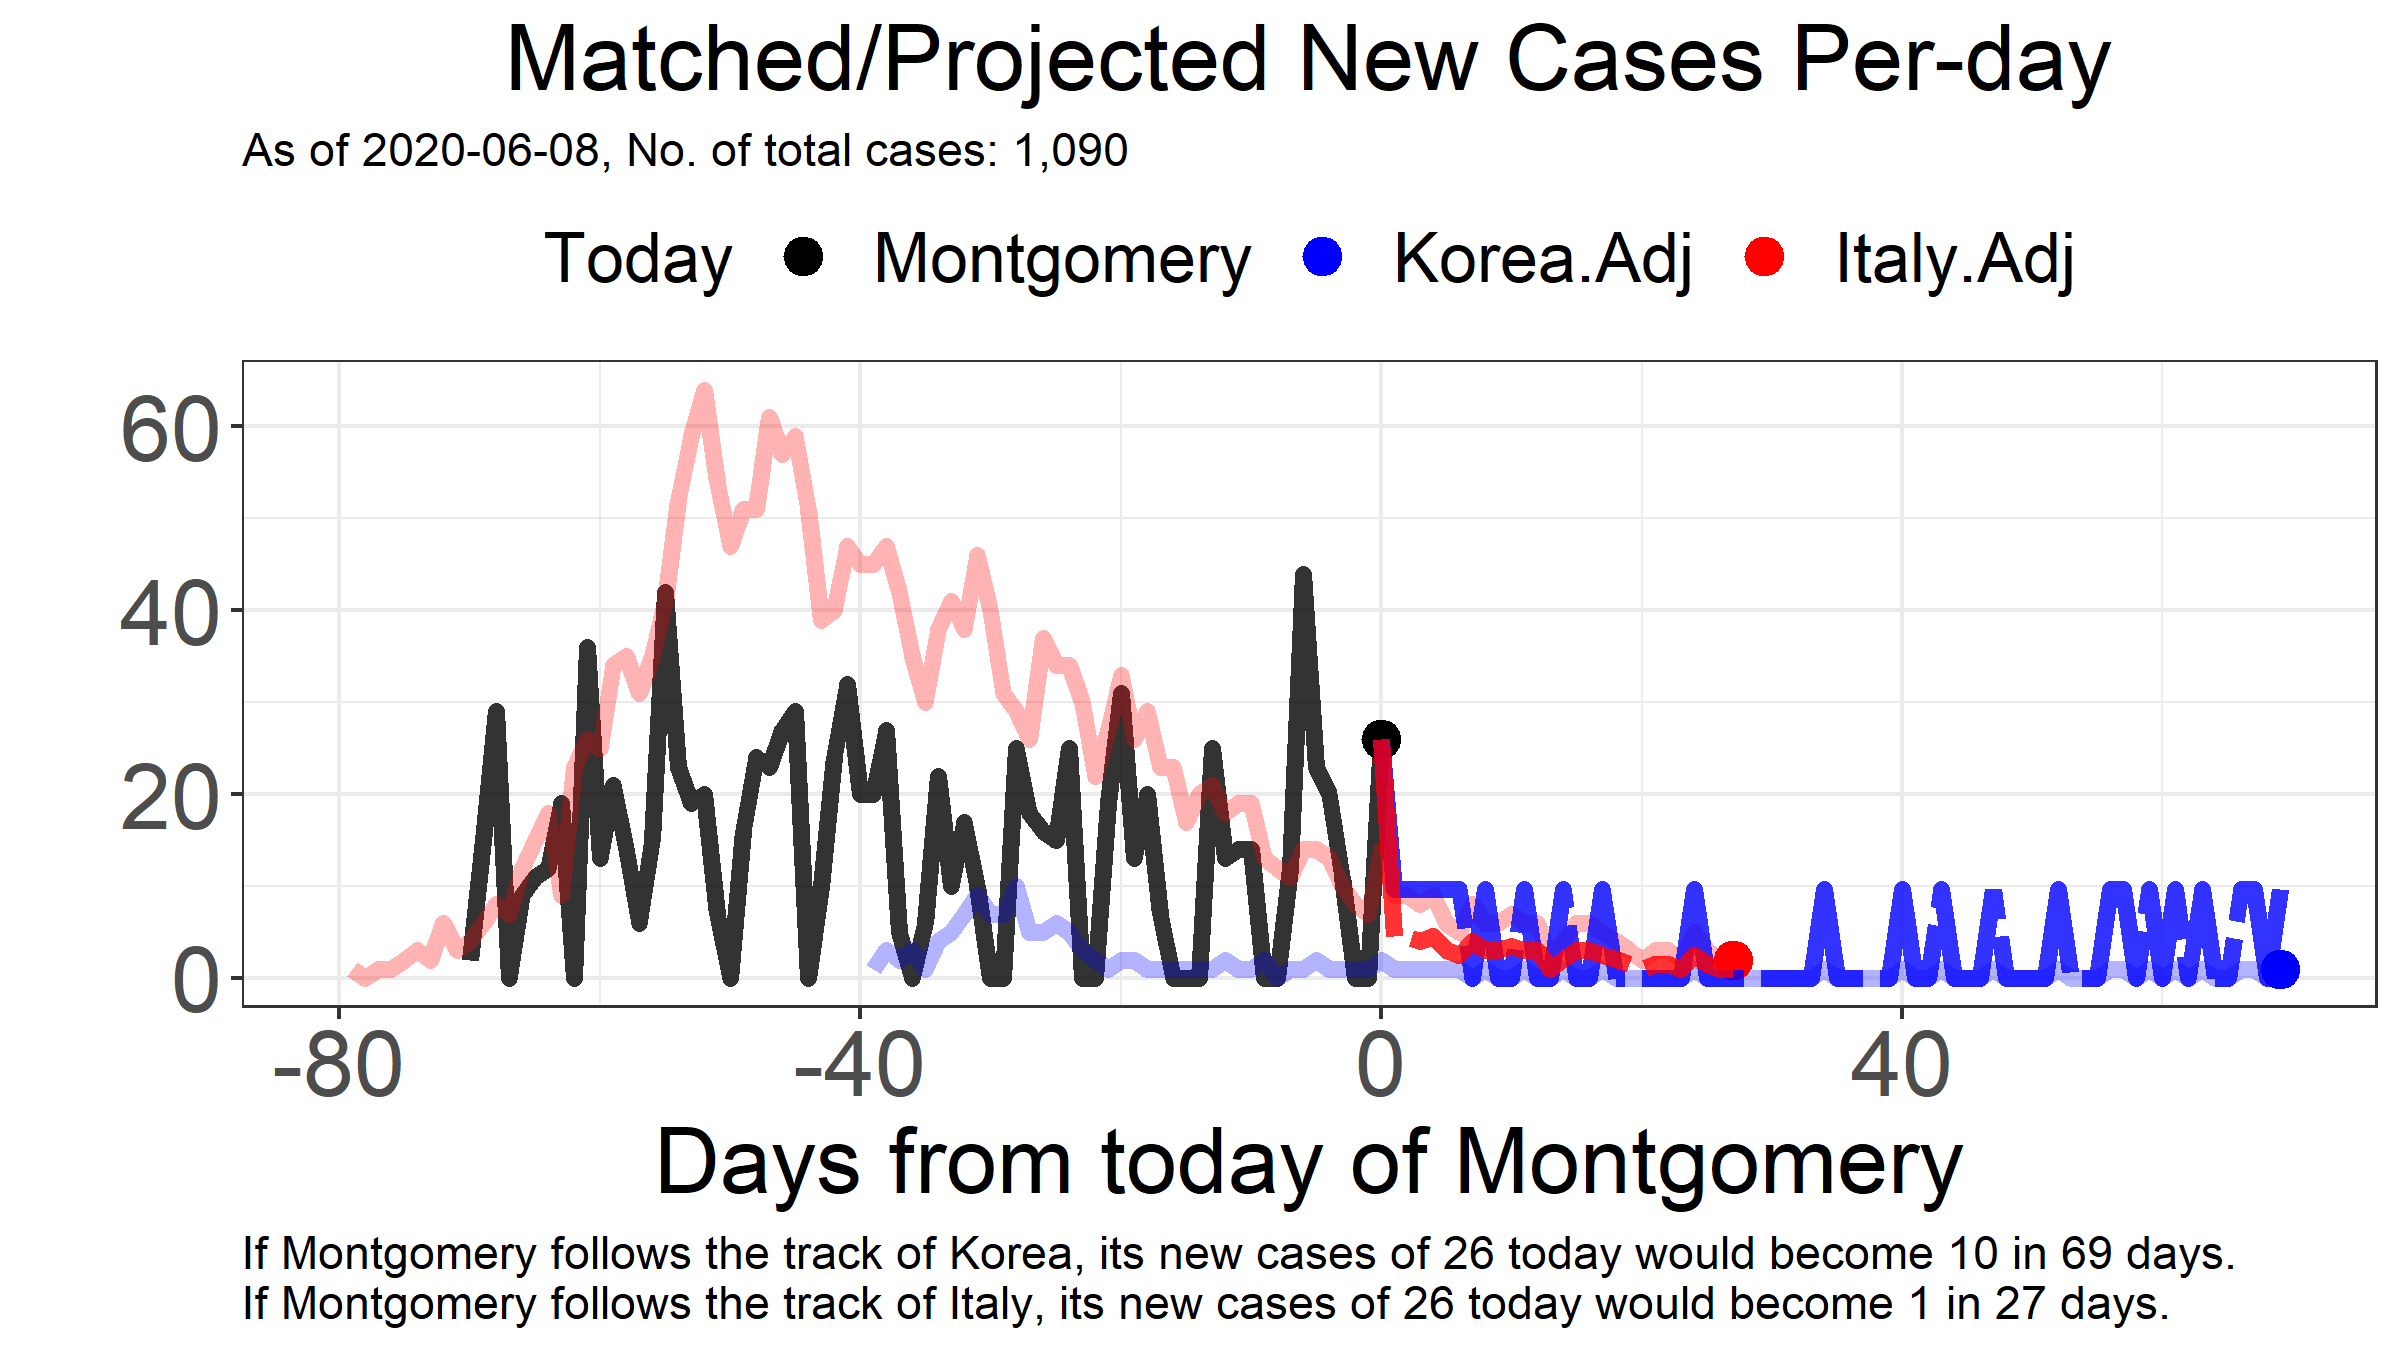 Matched/Projected New Cases Per-day
As of 2020-06-08, No. of total cases: 1,090
Today Montgomery Korea.Adj Italy.Adj
60
40
20
0
-80 -40 0 40
Days from today of Montgomery
If Montgomery follows the track of Korea, its new cases of 26 today would become 10 in 69 days.
If Montgomery follows the track of Italy, its new cases of 26 today would become 1 in 27 days.